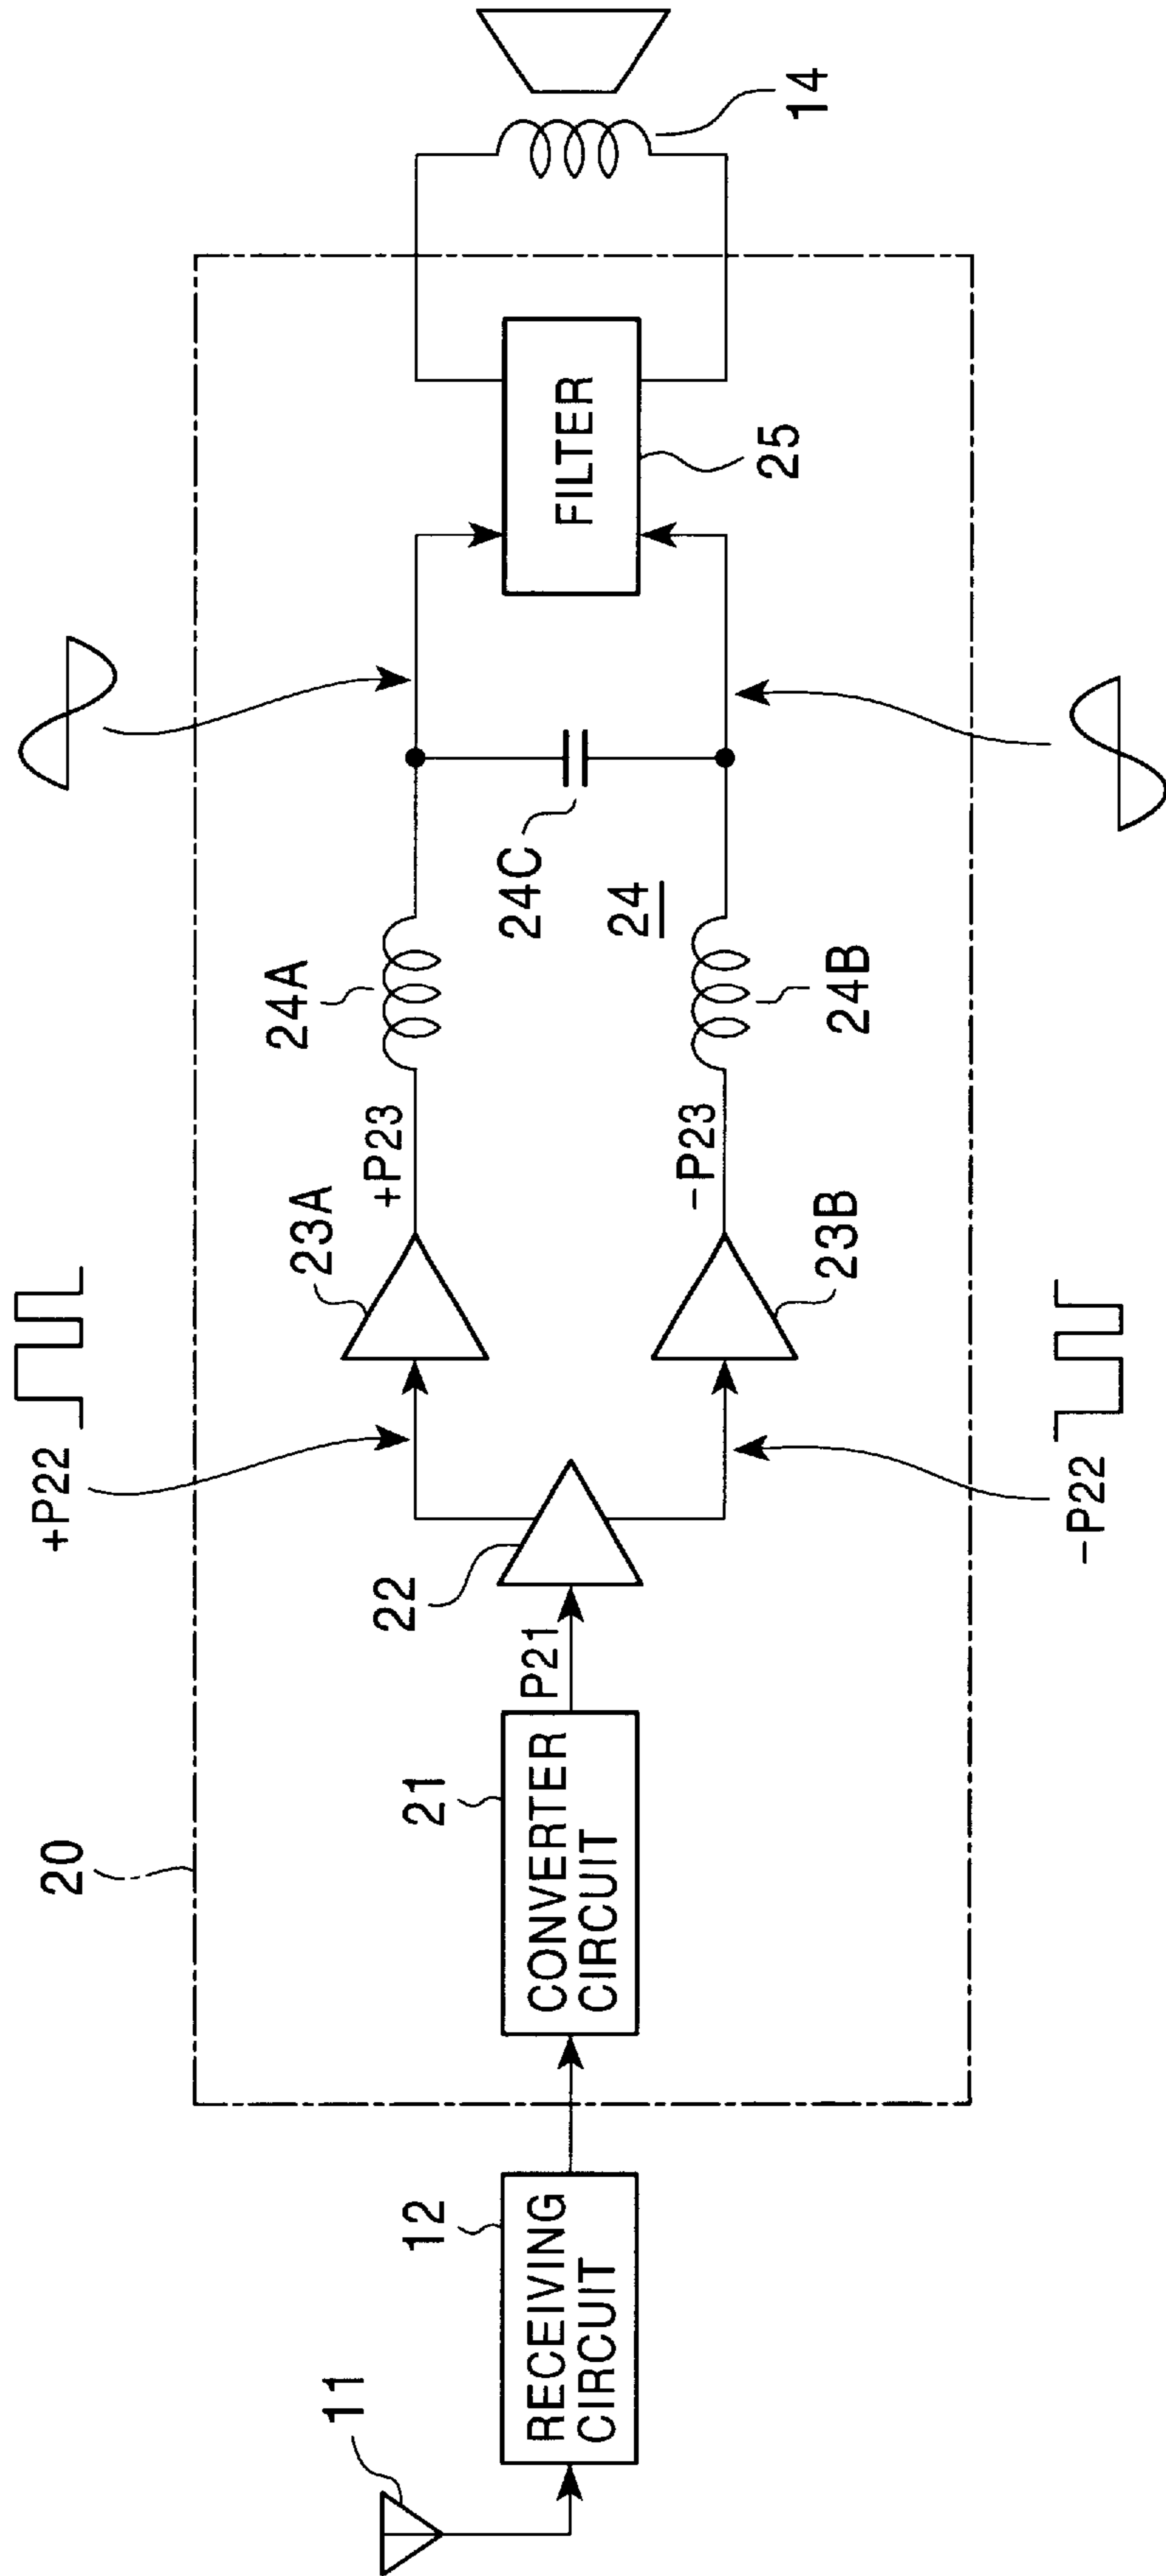 11
12
RECEIVING
CIRCUIT
20
21
CONVERTER
CIRCUIT
P21
22
+P22
-P22
23A
+P23
23B
-P23
24A
24B
24C
24
FILTER
25
14